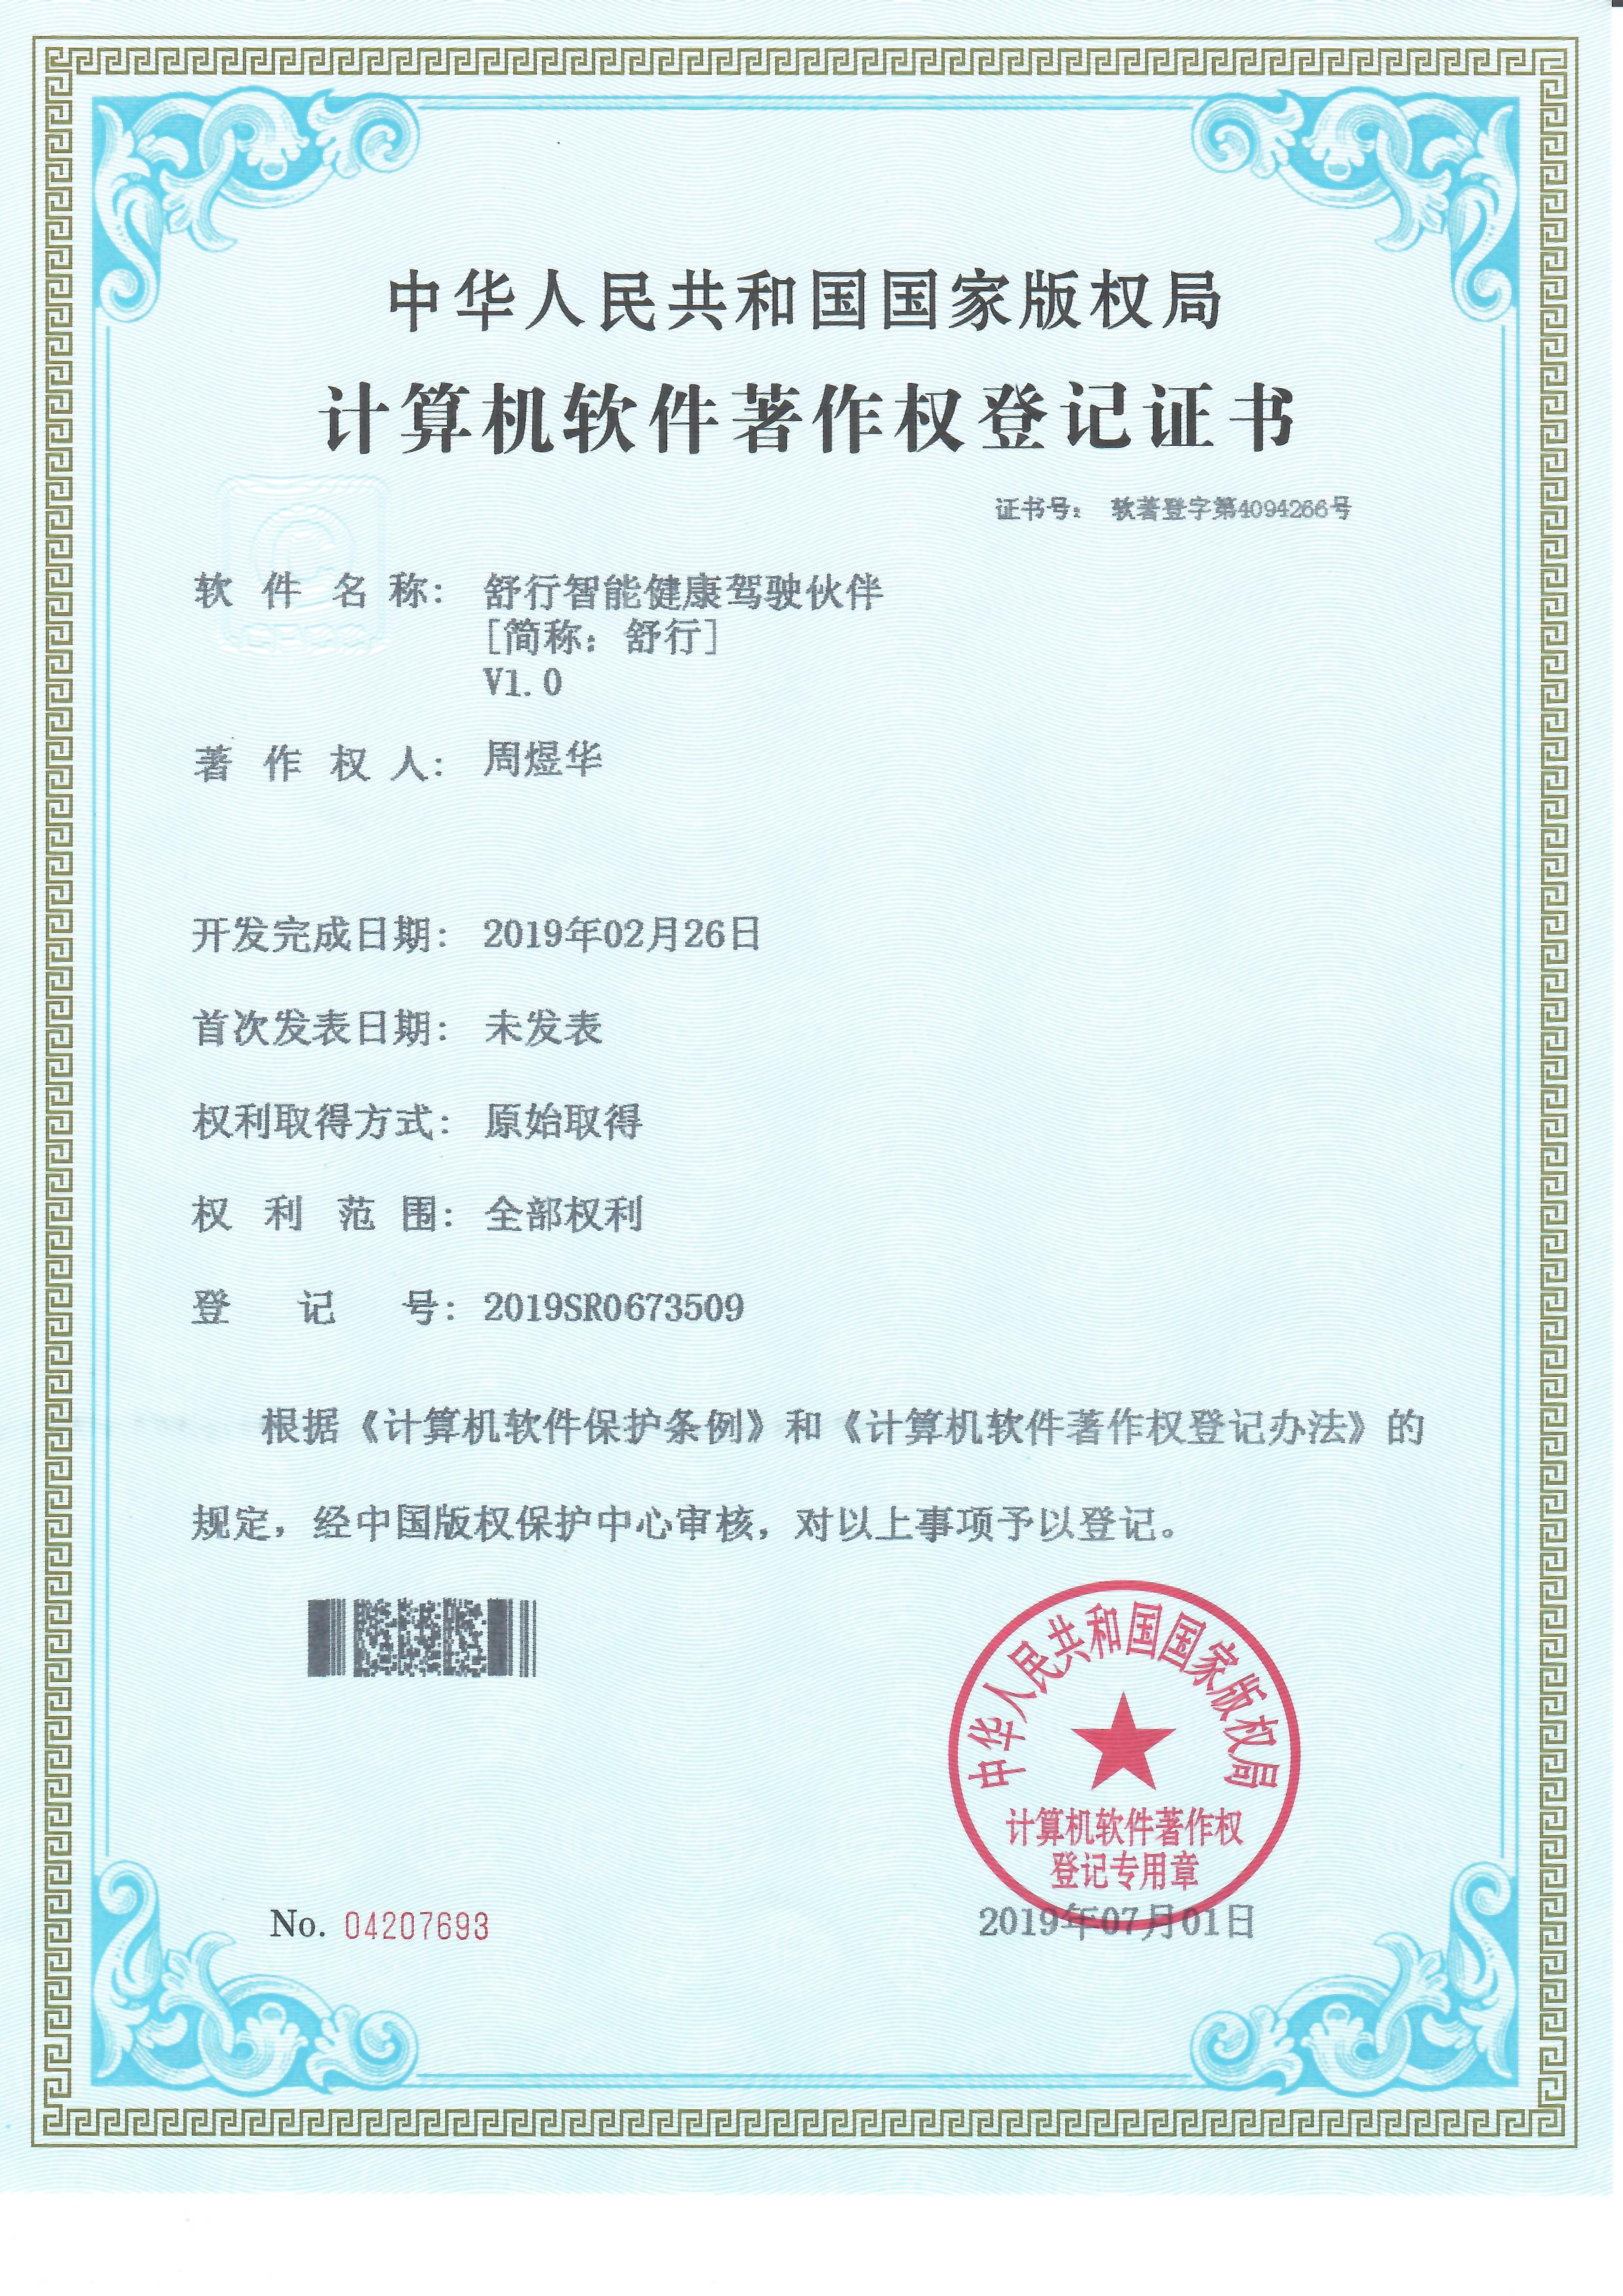 中华人民共和国国家版权局
计算机软件著作权登记证书
证书号： 软著登字第4094266号
软件名称： 舒行智能健康驾驶伙伴
[简称：舒行]
V1.0
著作权人： 周煜华
开发完成日期： 2019年02月26日
首次发表日期： 未发表
权利取得方式： 原始取得
权利范围： 全部权利
登记号： 2019SR0673509
根据《计算机软件保护条例》和《计算机软件著作权登记办法》的
规定，经中国版权保护中心审核，对以上事项予以登记。
中华人民共和国国家版权局
计算机软件著作权
登记专用章
No. 04207693
2019年07月01日